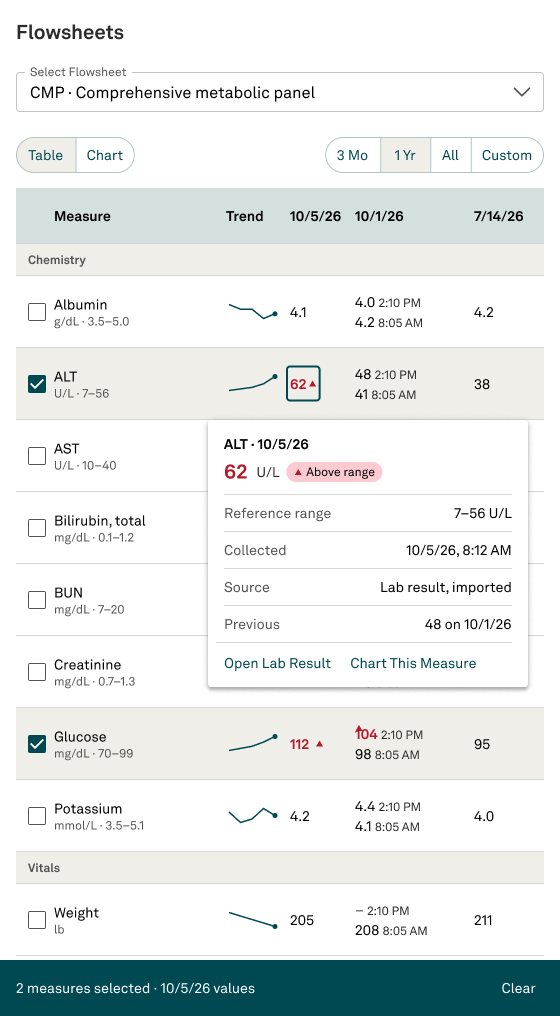 Flowsheets
Select Flowsheet
CMP · Comprehensive metabolic panel
Table Chart 3 Mo 1 Yr All Custom
Measure Trend 10/5/26 10/1/26 7/14/26
Chemistry
Albumin
g/dL · 3.5–5.0
4.1
4.0 2:10 PM
4.2 8:05 AM
4.2
ALT
U/L · 7–56
62
48 2:10 PM
41 8:05 AM
38
AST
U/L · 10–40
Bilirubin, total
mg/dL · 0.1–1.2
BUN
mg/dL · 7–20
Creatinine
mg/dL · 0.7–1.3
ALT · 10/5/26
62 U/L ▲ Above range
Reference range 7–56 U/L
Collected 10/5/26, 8:12 AM
Source Lab result, imported
Previous 48 on 10/1/26
Open Lab Result Chart This Measure
Glucose
mg/dL · 70–99
112
104 2:10 PM
98 8:05 AM
95
Potassium
mmol/L · 3.5–5.1
4.2
4.4 2:10 PM
4.1 8:05 AM
4.0
Vitals
Weight
lb
205
– 2:10 PM
208 8:05 AM
211
2 measures selected · 10/5/26 values Clear